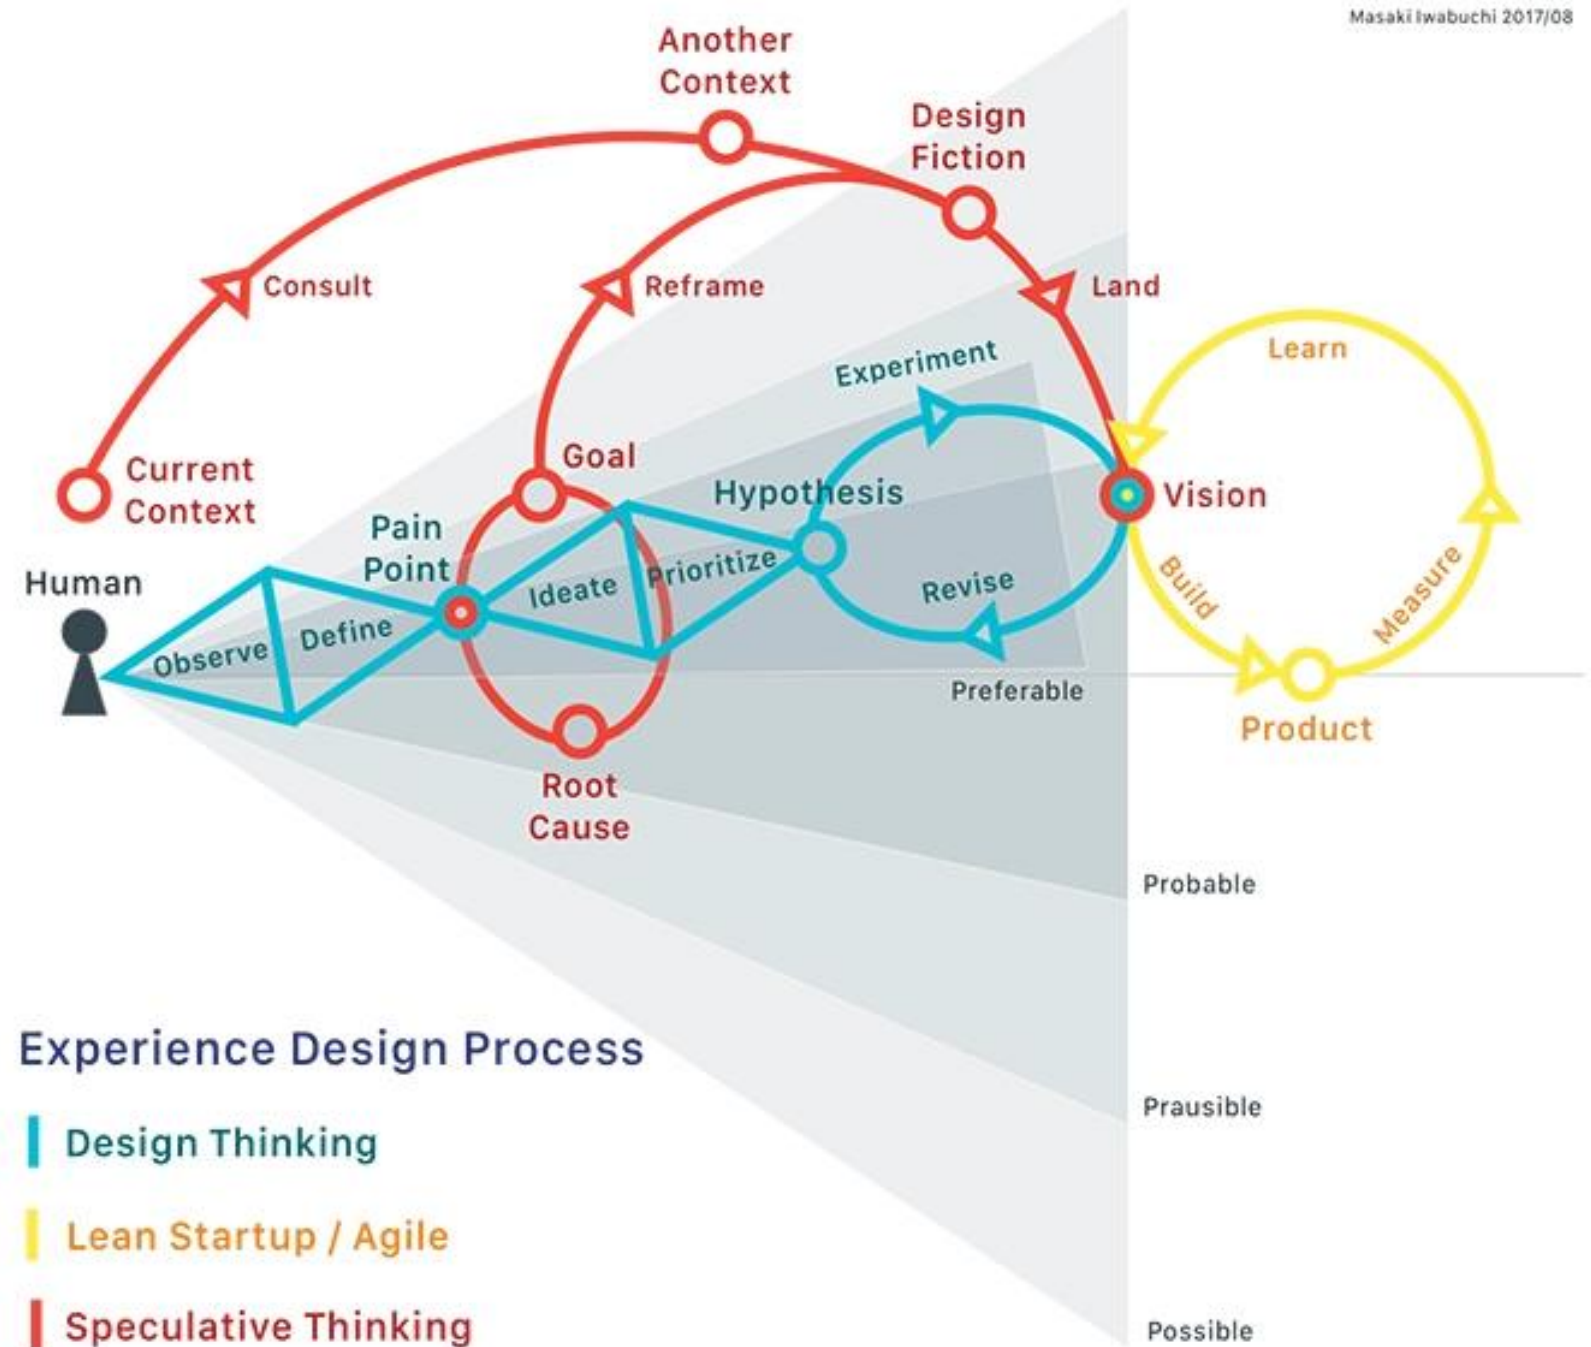 Masaki Iwabuchi 2017/08
Another
Context
Design
Fiction
Consult
Reframe
Land
Learn
Experiment
Current
Context
Goal
Hypothesis
Vision
Pain
Point
Human
Observe
Define
Ideate
Prioritize
Revise
Build
Measure
Preferable
Product
Root
Cause
Probable
Experience Design Process
Prausible
Design Thinking
Lean Startup / Agile
Speculative Thinking
Possible